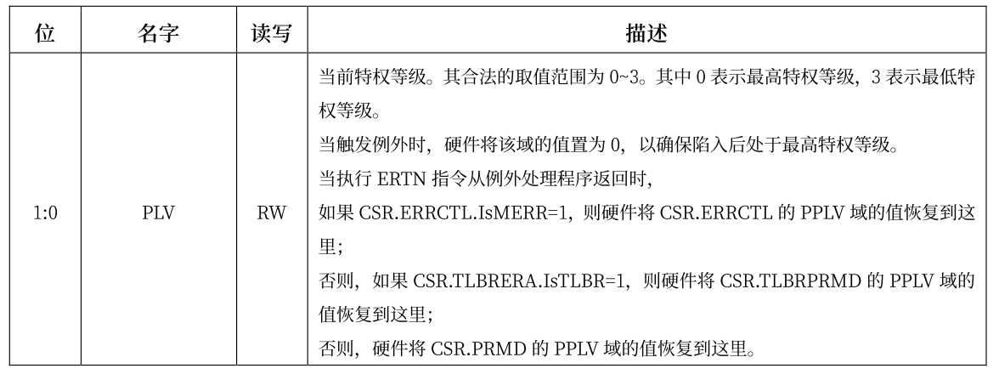 位 名字 读写 描述
当前特权等级。其合法的取值范围为 0~3。其中 0 表示最高特权等级，3 表示最低特
权等级。
当触发例外时，硬件将该域的值置为 0，以确保陷入后处于最高特权等级。
当执行 ERTN 指令从例外处理程序返回时，
1:0 PLV RW 如果 CSR.ERRCTL.IsMERR=1，则硬件将 CSR.ERRCTL 的 PPLV 域的值恢复到这
里；
否则，如果 CSR.TLBRERA.IsTLBR=1，则硬件将 CSR.TLBRPRMD 的 PPLV 域的
值恢复到这里；
否则，硬件将 CSR.PRMD 的 PPLV 域的值恢复到这里。